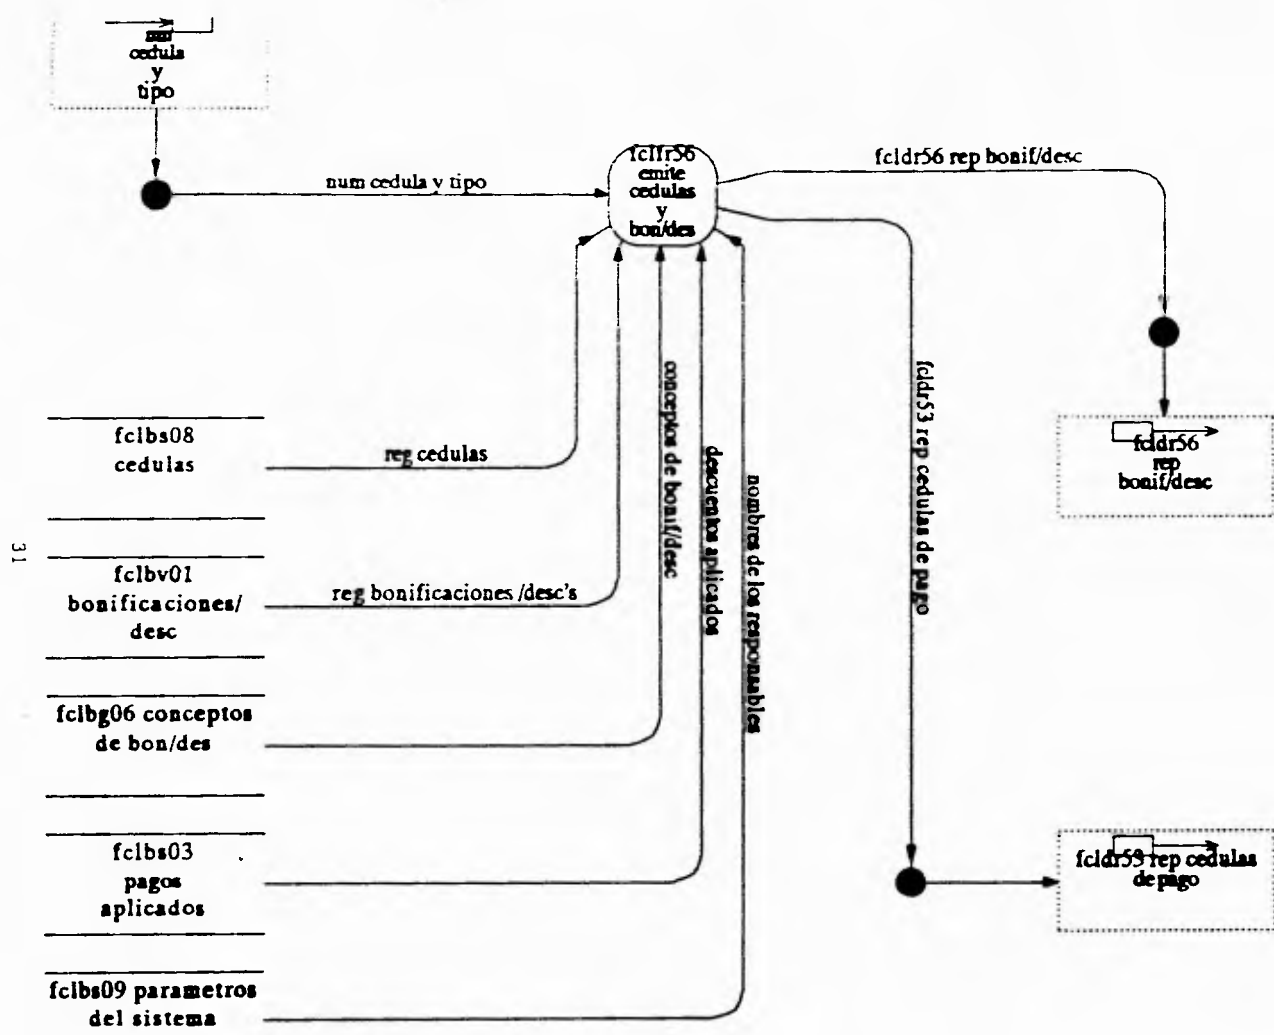 num
cedula
y
tipo
num cedula y tipo
fclfr56
emite
cedulas
y
bon/des
fcldr56 rep bonif/desc
fcldr53 rep cedulas de pago
conceptos de bonif/desc
descuentos aplicados
nombres de los responsables
fclbs08
cedulas
reg cedulas
fclbv01
bonificaciones/
desc
reg bonificaciones /desc's
fclbg06 conceptos
de bon/des
fclbs03
pagos
aplicados
fclbs09 parametros
del sistema
fcldr56
rep
bonif/desc
fcldr53 rep cedulas
de pago
31